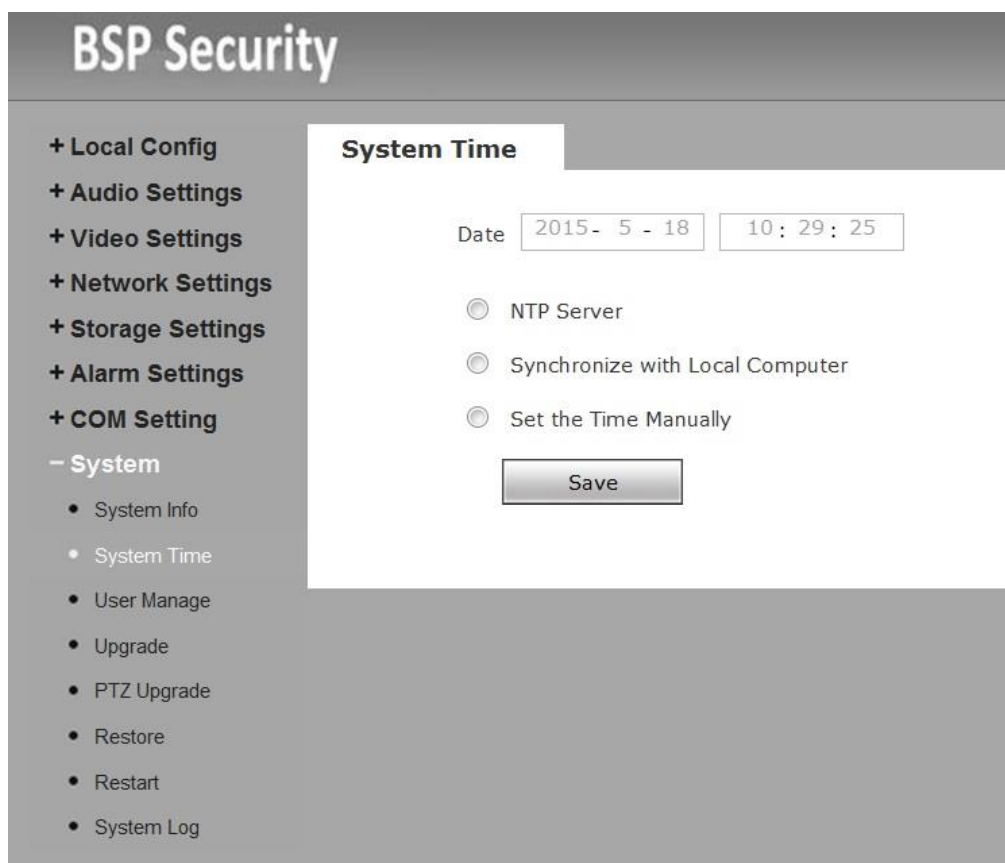 BSP Security
+ Local Config
+ Audio Settings
+ Video Settings
+ Network Settings
+ Storage Settings
+ Alarm Settings
+ COM Setting
− System
• System Info
• System Time
• User Manage
• Upgrade
• PTZ Upgrade
• Restore
• Restart
• System Log
System Time
Date 2015- 5 - 18 10: 29: 25
NTP Server
Synchronize with Local Computer
Set the Time Manually
Save